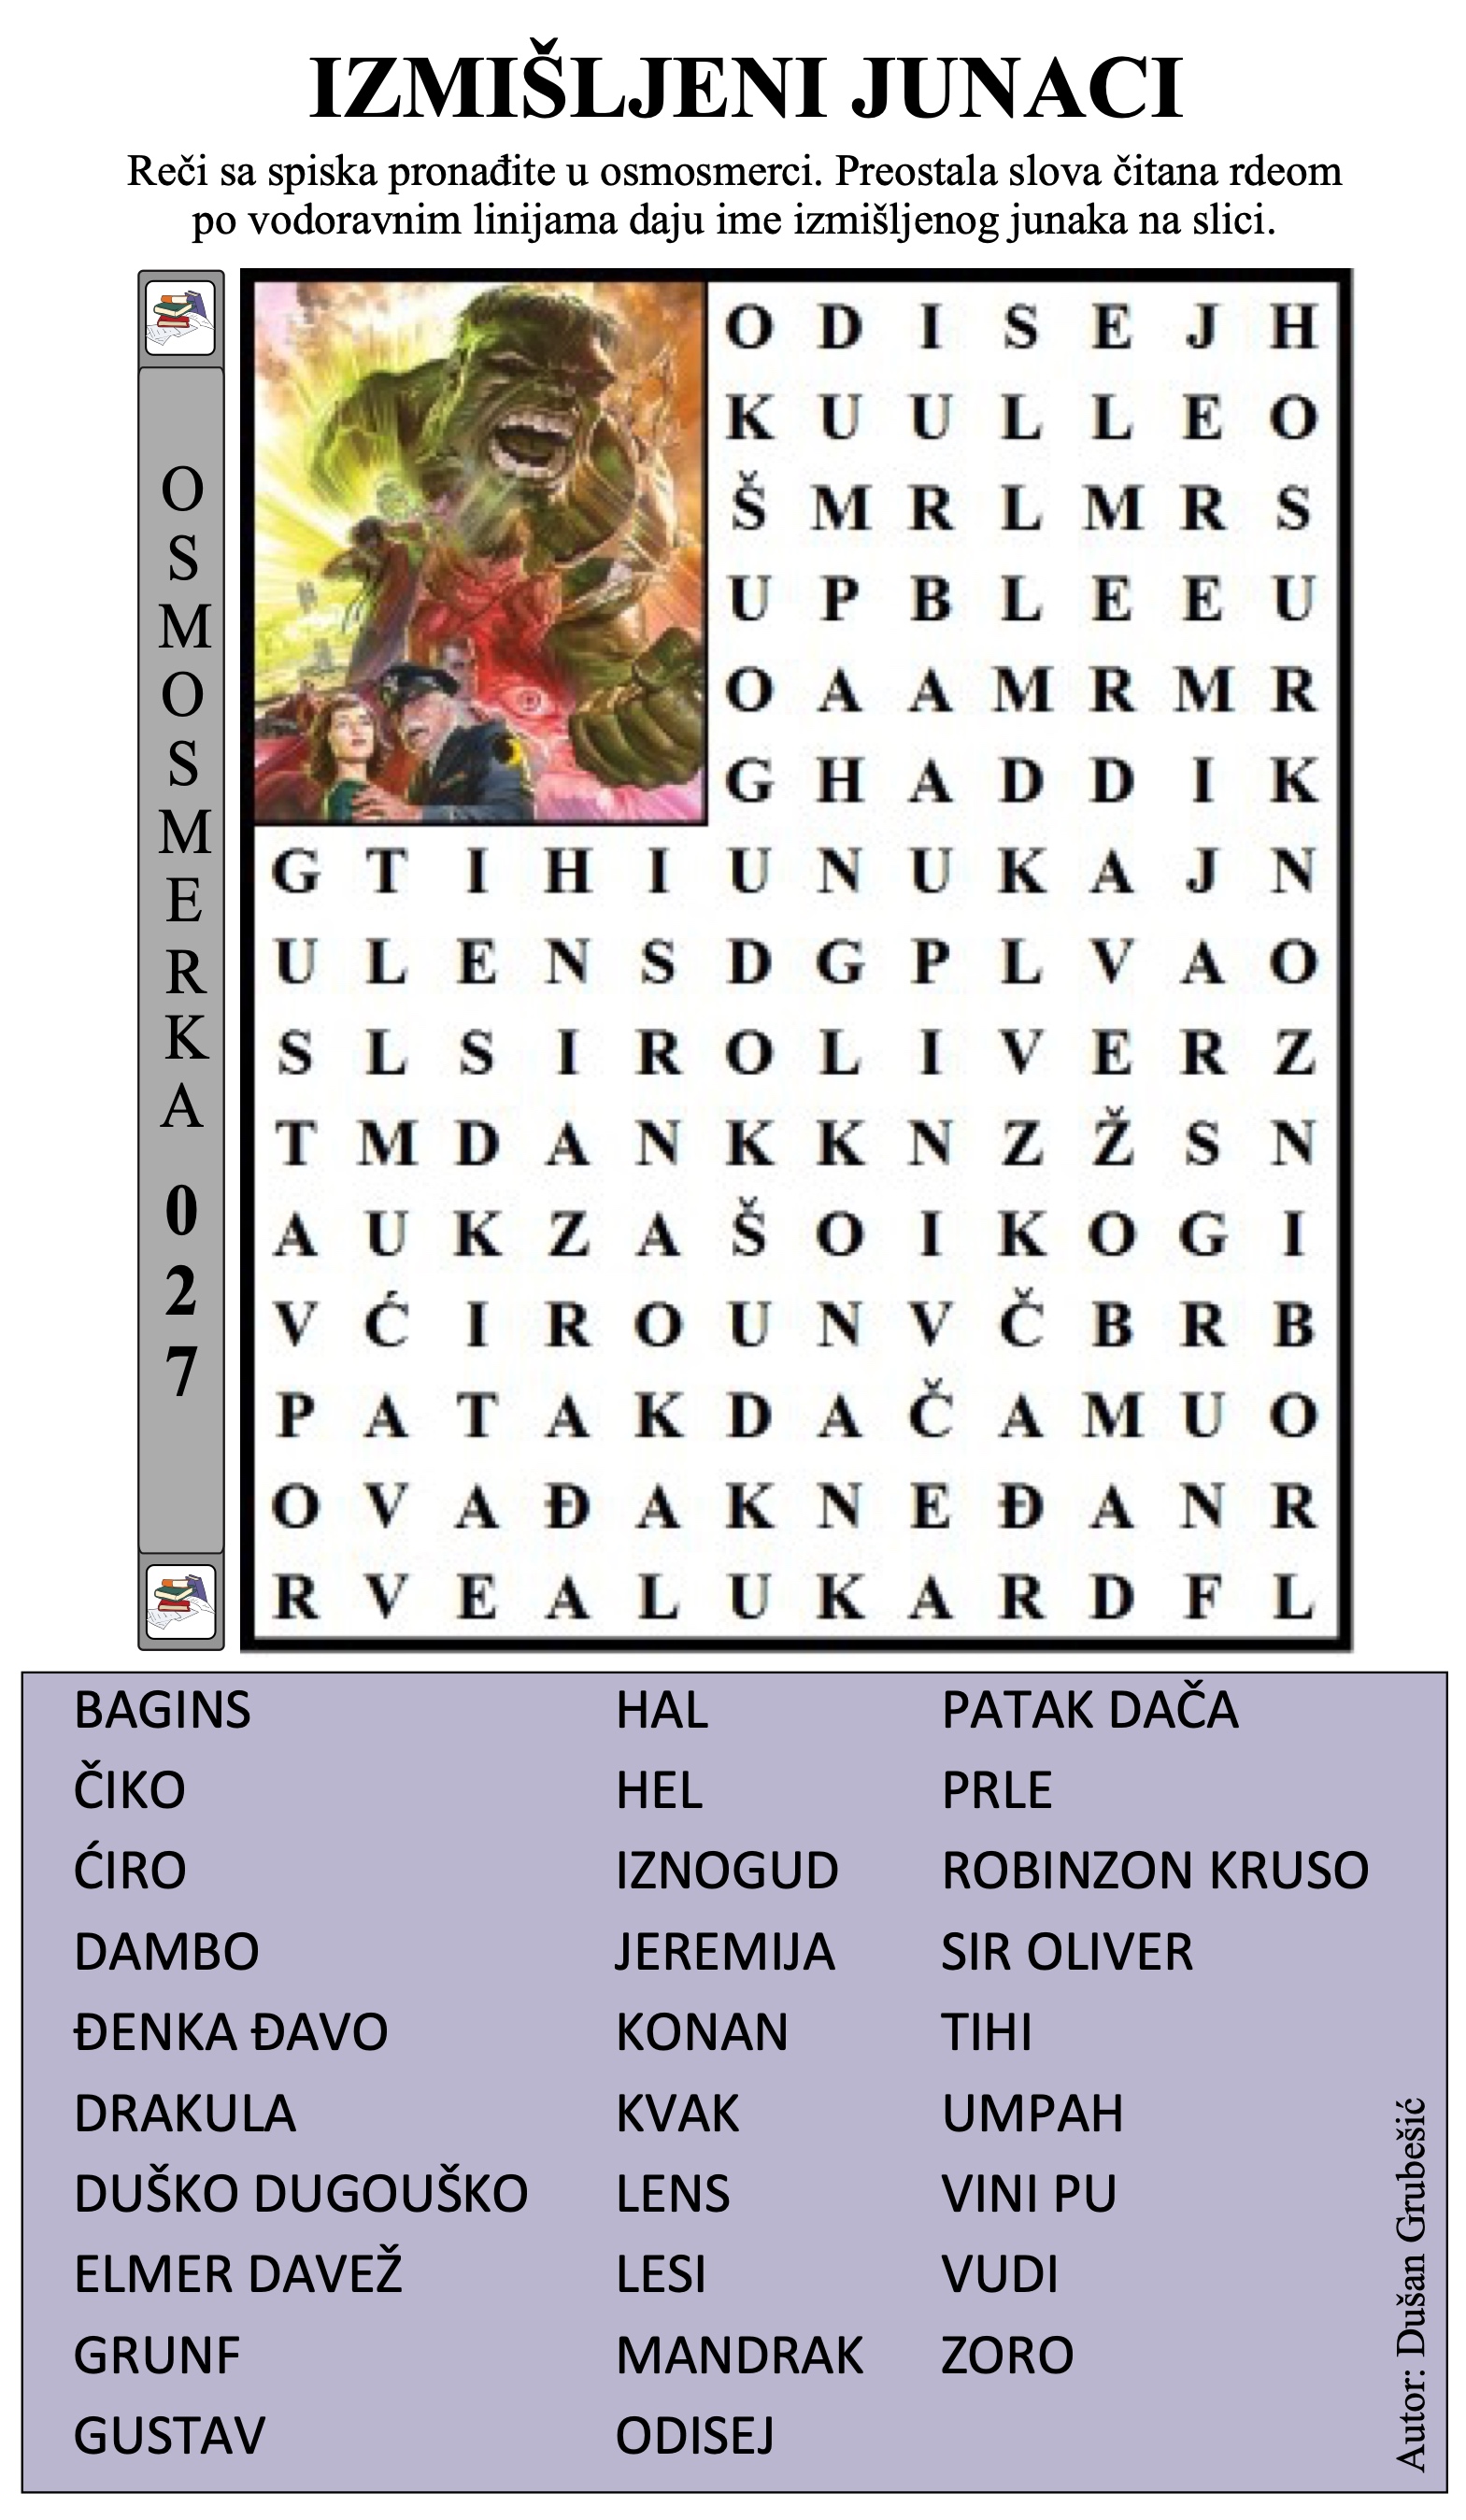 IZMIŠLJENI JUNACI
Reči sa spiska pronađite u osmosmerci. Preostala slova čitana rdeom
po vodoravnim linijama daju ime izmišljenog junaka na slici.
OSMOSMERKA 027
O D I S E J H
K U U L L E O
Š M R L M R S
U P B L E E U
O A A M R M R
G H A D D I K
G T I H I U N U K A J N
U L E N S D G P L V A O
S L S I R O L I V E R Z
T M D A N K K N Z Ž S N
A U K Z A Š O I K O G I
V Ć I R O U N V Č B R B
P A T A K D A Č A M U O
O V A Đ A K N E Đ A N R
R V E A L U K A R D F L
BAGINS
ČIKO
ĆIRO
DAMBO
ĐENKA ĐAVO
DRAKULA
DUŠKO DUGOUŠKO
ELMER DAVEŽ
GRUNF
GUSTAV
HAL
HEL
IZNOGUD
JEREMIJA
KONAN
KVAK
LENS
LESI
MANDRAK
ODISEJ
PATAK DAČA
PRLE
ROBINZON KRUSO
SIR OLIVER
TIHI
UMPAH
VINI PU
VUDI
ZORO
Autor: Dušan Grubešić